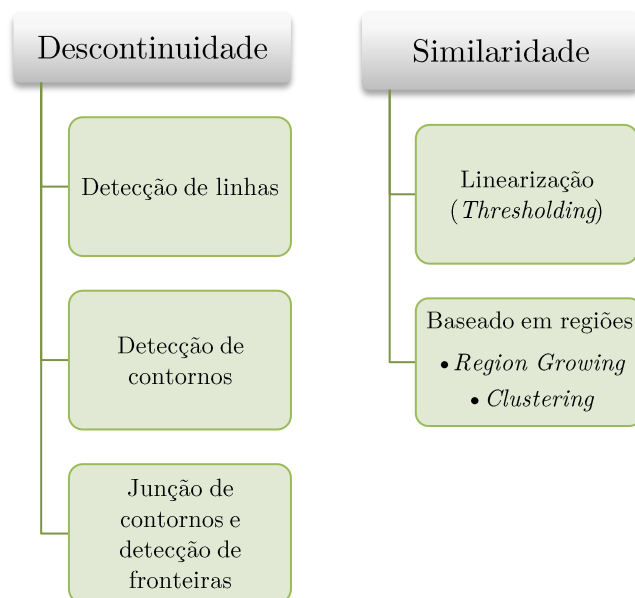 Descontinuidade
Detecção de linhas
Detecção de
contornos
Junção de
contornos e
detecção de
fronteiras
Similaridade
Linearização
(Thresholding)
Baseado em regiões
• Region Growing
• Clustering